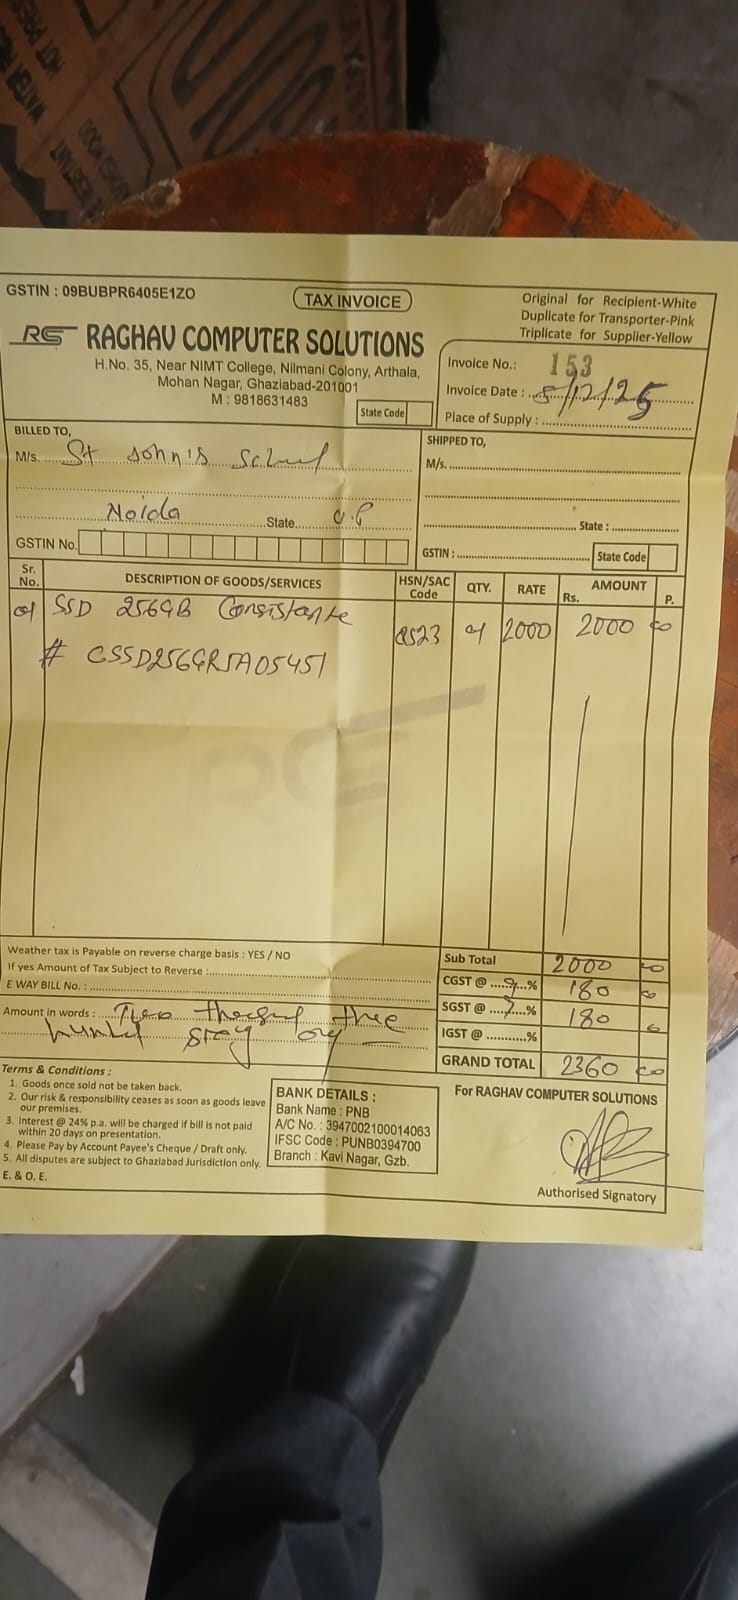 GSTIN : 09BUBPR6405E1ZO
TAX INVOICE
Original for Recipient-White
Duplicate for Transporter-Pink
Triplicate for Supplier-Yellow
RAGHAV COMPUTER SOLUTIONS
H.No. 35, Near NIMT College, Nilmani Colony, Arthala,
Mohan Nagar, Ghaziabad-201001
M : 9818631483
State Code
Invoice No.: 153
Invoice Date : 5/12/25
Place of Supply :
BILLED TO,
M/s. St John's School
Noida State U.P
GSTIN No.
SHIPPED TO,
M/s.
State :
GSTIN : State Code
Sr. No. DESCRIPTION OF GOODS/SERVICES HSN/SAC Code QTY. RATE AMOUNT Rs. P.
01 SSD 256GB Consistante 8523 01 2000 2000 00
# CSSD256GR5A05451
RG
Weather tax is Payable on reverse charge basis : YES / NO
If yes Amount of Tax Subject to Reverse :
E WAY BILL No. :
Amount in words : Two thousand three
hundred sixty only
Sub Total 2000 00
CGST @ 9 % 180 00
SGST @ 9 % 180 0
IGST @ %
GRAND TOTAL 2360 00
Terms & Conditions :
1. Goods once sold not be taken back.
2. Our risk & responsibility ceases as soon as goods leave
our premises.
3. Interest @ 24% p.a. will be charged if bill is not paid
within 20 days on presentation.
4. Please Pay by Account Payee's Cheque / Draft only.
5. All disputes are subject to Ghaziabad Jurisdiction only.
E. & O. E.
BANK DETAILS :
Bank Name : PNB
A/C No. : 3947002100014063
IFSC Code : PUNB0394700
Branch : Kavi Nagar, Gzb.
For RAGHAV COMPUTER SOLUTIONS
Authorised Signatory